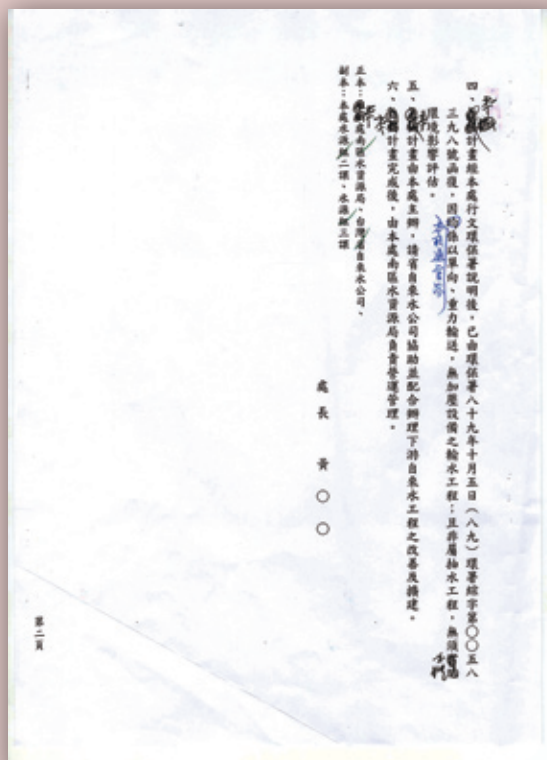 四、計畫經本處行文環保署說明後，已由環保署八十九年十月五日（八九）環署綜字第○○五八
三九八號函復，因係以單向、重力輸送，無加壓設備之輸水工程；且非屬抽水工程，無須
環境影響評估。
五、計畫由本處主辦，請省自來水公司協助並配合辦理下游自來水工程之改善及擴建。
六、計畫完成後，由本處南區水資源局負責營運管理。
正本：處南區水資源局、台灣省自來水公司、
副本：本處水源組二課、水源組三課
處長 黃○○
第二頁